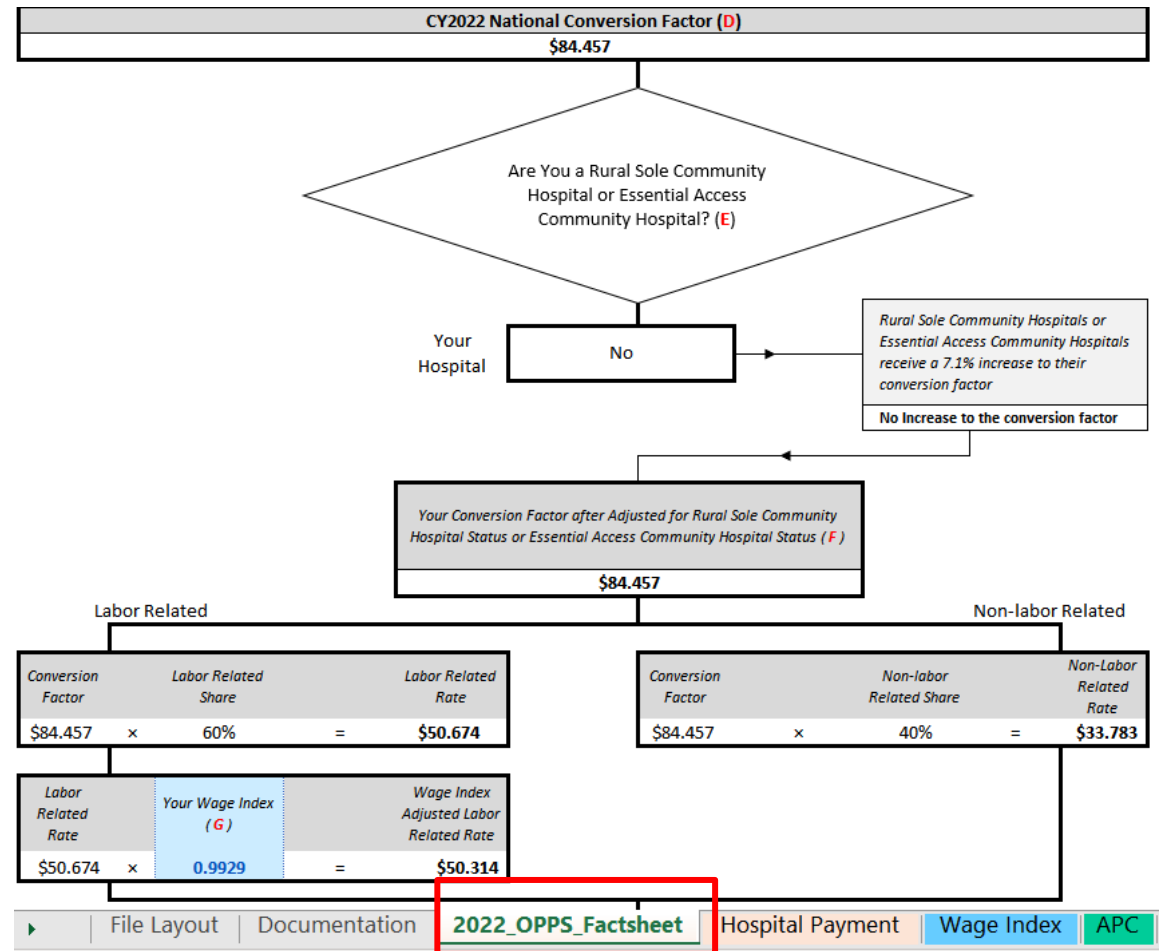 CY2022 National Conversion Factor (D)
$84.457
Are You a Rural Sole Community
Hospital or Essential Access
Community Hospital? (E)
Your
Hospital
No
Rural Sole Community Hospitals or
Essential Access Community Hospitals
receive a 7.1% increase to their
conversion factor
No Increase to the conversion factor
Your Conversion Factor after Adjusted for Rural Sole Community
Hospital Status or Essential Access Community Hospital Status (F)
$84.457
Labor Related
Non-labor Related
Conversion Factor
Labor Related Share
Labor Related Rate
$84.457 × 60% = $50.674
Conversion Factor
Non-labor Related Share
Non-Labor Related Rate
$84.457 × 40% = $33.783
Labor Related Rate
Your Wage Index (G)
Wage Index Adjusted Labor Related Rate
$50.674 × 0.9929 = $50.314
File Layout
Documentation
2022_OPPS_Factsheet
Hospital Payment
Wage Index
APC